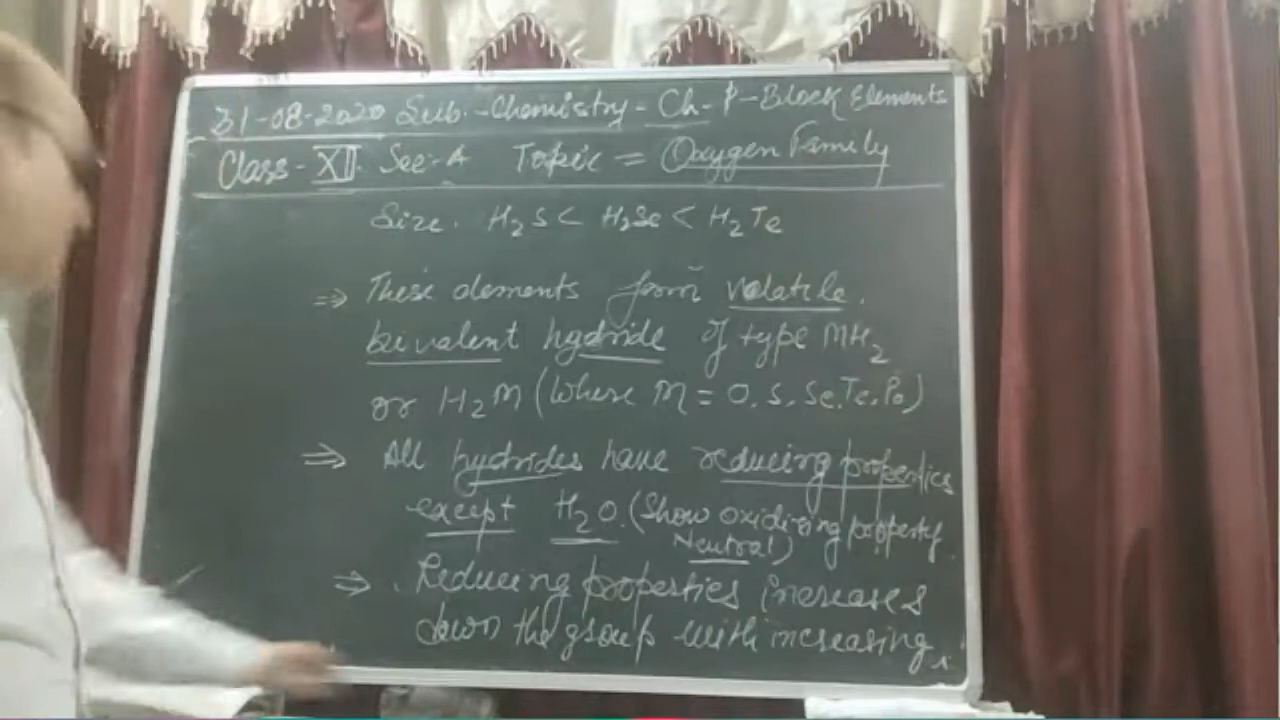 31-08-2020 Sub.-Chemistry-Ch-P-Block Elements
Class-XII Sec-A Topic = Oxygen Family
Size. H2S < H2Se < H2Te
⇒ These elements form volatile.
bivalent hydride of type MH2
or H2M (Where M = O.S.Se.Te.Po)
⇒ All hydrides have reducing properties
except H2O. (Show oxidizing property
Neutral)
⇒ Reducing properties increases
down the group with increasing